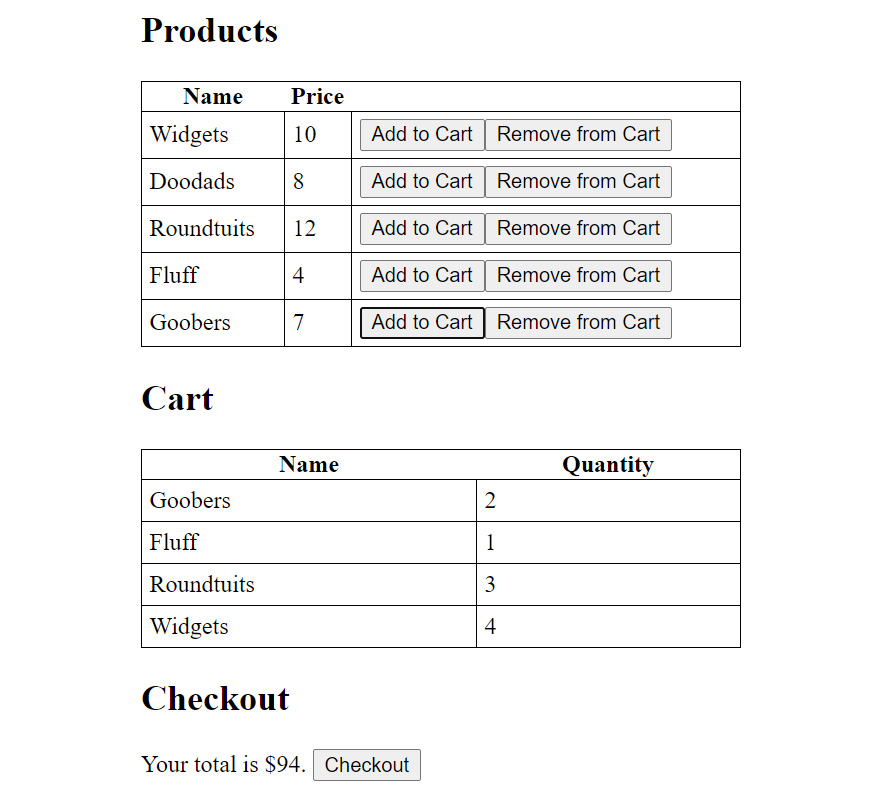 Products
Name Price
Widgets 10 Add to Cart Remove from Cart
Doodads 8 Add to Cart Remove from Cart
Roundtuits 12 Add to Cart Remove from Cart
Fluff 4 Add to Cart Remove from Cart
Goobers 7 Add to Cart Remove from Cart
Cart
Name Quantity
Goobers 2
Fluff 1
Roundtuits 3
Widgets 4
Checkout
Your total is $94. Checkout